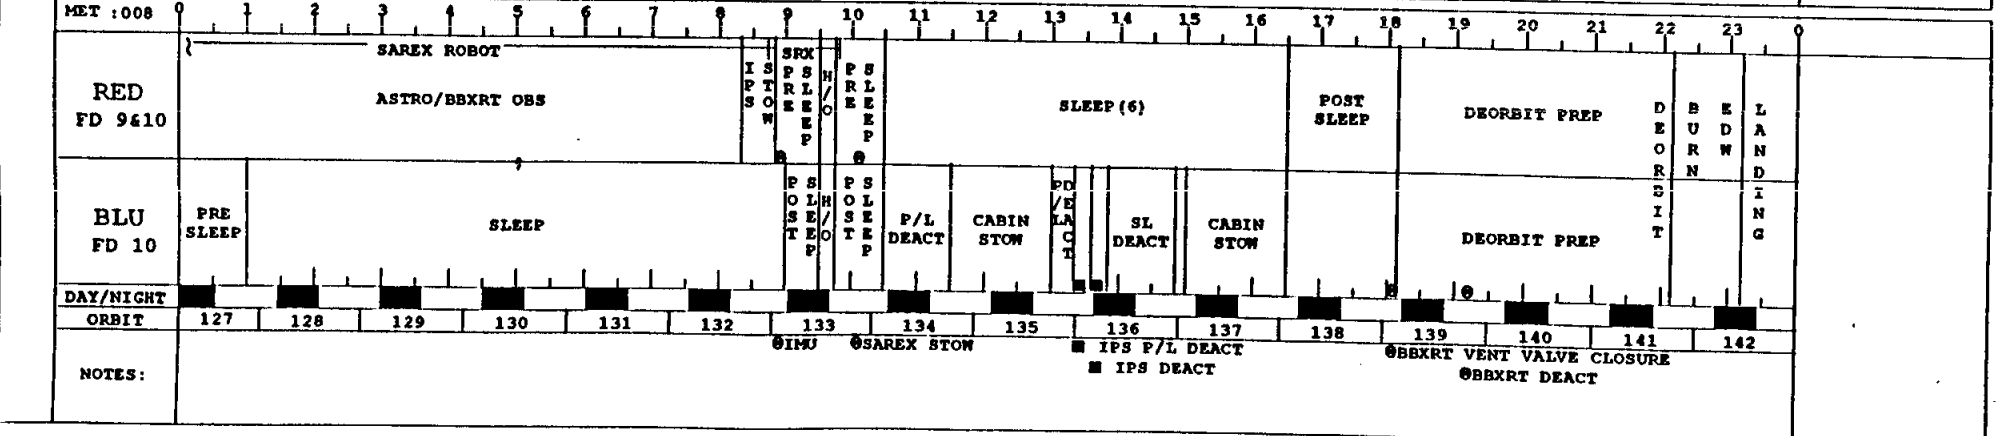 MET :008 0 1 2 3 4 5 6 7 8 9 10 11 12 13 14 15 16 17 18 19 20 21 22 23 0
RED
FD 9&10
SAREX ROBOT
ASTRO/BBXRT OBS
IPS
STOW
SRX
PRE
SLEEP
H/O
PRE
SLEEP
SLEEP(6)
POST
SLEEP
DEORBIT PREP
DEORBIT
BURN
EDW
LANDING
BLU
FD 10
PRE
SLEEP
SLEEP
POST
SLEEP
H/O
POST
SLEEP
P/L
DEACT
CABIN
STOW
PD
/E
LA
C
T
SL
DEACT
CABIN
STOW
DEORBIT PREP
DAY/NIGHT
ORBIT 127 128 129 130 131 132 133 134 135 136 137 138 139 140 141 142
NOTES:
IMU
SAREX STOW
IPS P/L DEACT
IPS DEACT
BBXRT VENT VALVE CLOSURE
BBXRT DEACT